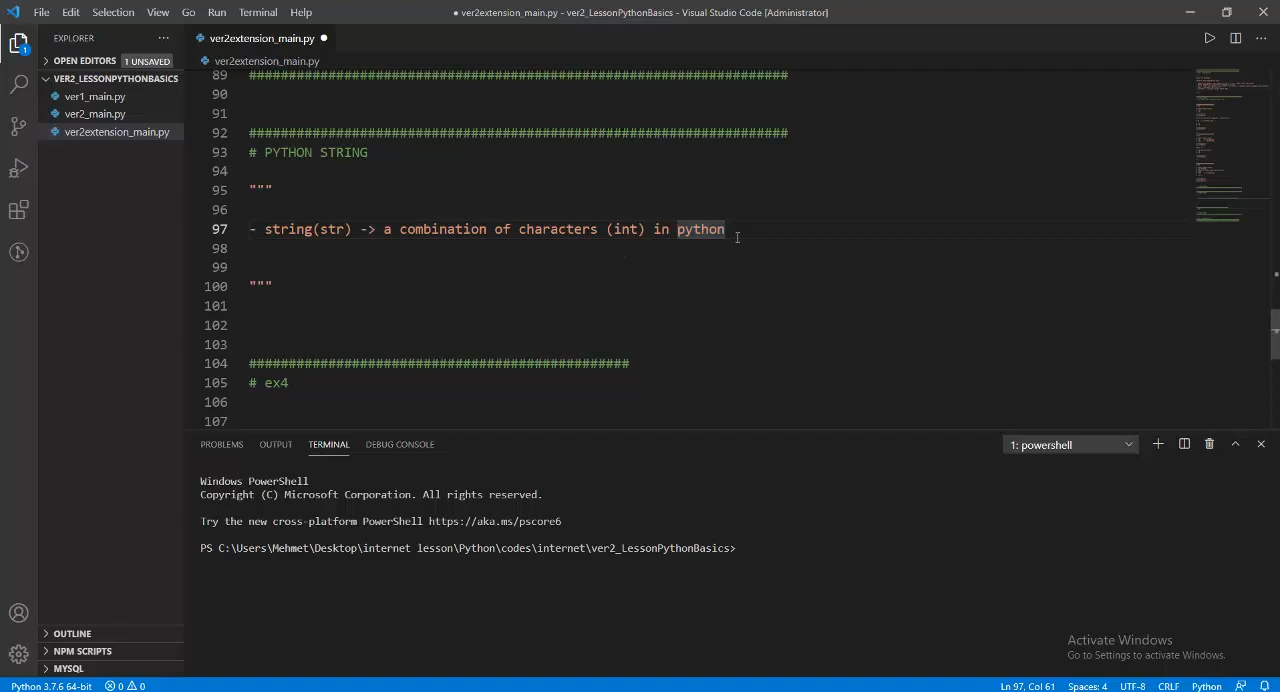 File Edit Selection View Go Run Terminal Help
● ver2extension_main.py - ver2_LessonPythonBasics - Visual Studio Code [Administrator]
EXPLORER
OPEN EDITORS 1 UNSAVED
VER2_LESSONPYTHONBASICS
ver1_main.py
ver2_main.py
ver2extension_main.py
OUTLINE
NPM SCRIPTS
MYSQL
1
ver2extension_main.py ●
ver2extension_main.py
89 ####################################################################
90
91
92 ####################################################################
93 # PYTHON STRING
94
95 """
96
97 - string(str) -> a combination of characters (int) in python
98
99
100 """
101
102
103
104 ################################################
105 # ex4
106
107
PROBLEMS OUTPUT TERMINAL DEBUG CONSOLE
1: powershell
Windows PowerShell
Copyright (C) Microsoft Corporation. All rights reserved.
Try the new cross-platform PowerShell https://aka.ms/pscore6
PS C:\Users\Mehmet\Desktop\internet lesson\Python\codes\internet\ver2_LessonPythonBasics>
Activate Windows
Go to Settings to activate Windows.
Python 3.7.6 64-bit 0 0 Ln 97, Col 61 Spaces: 4 UTF-8 CRLF Python